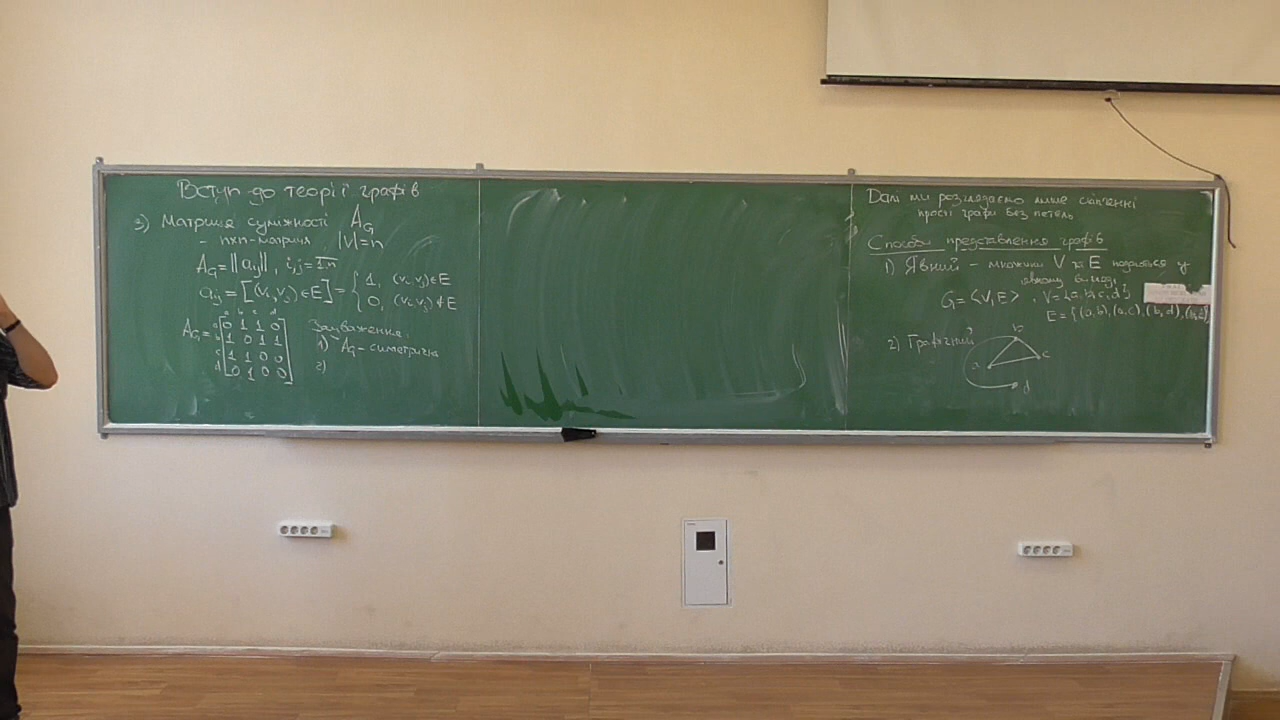 Вступ до теорії графів
3) Матриця суміжності A_G
- nxn-матриця |V|=n
A_G = ||a_ij||, i,j = 1,n
a_ij = [(v_i, v_j) ∈ E] = { 1, (v_i, v_j) ∈ E
0, (v_i, v_j) ∉ E
a b c d
A_G = a 0 1 1 0
b 1 0 1 1
c 1 1 0 0
d 0 1 0 0
Зауваження.
1) A_G - симетрична
2)
Далі ми розглядаємо лише скінченні
прості графи без петель
Способи представлення графів
1) Явний - множини V та E подаються у
явному вигляді
G = <V, E>, V = {a, b, c, d}
E = {(a, b), (a, c), (b, d), (b, c)}
2) Графічний
b
a c
d